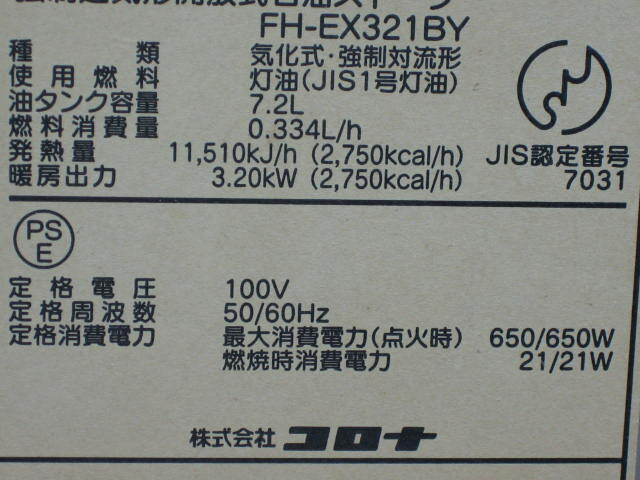 FH-EX321BY
種類 気化式・強制対流形
使用燃料 灯油(JIS1号灯油)
油タンク容量 7.2L
燃料消費量 0.334L/h
発熱量 11,510kJ/h (2,750kcal/h)
暖房出力 3.20kW (2,750kcal/h)
JIS認定番号
7031
PS
E
定格電圧 100V
定格周波数 50/60Hz
定格消費電力 最大消費電力(点火時) 650/650W
燃焼時消費電力 21/21W
株式会社 コロナ